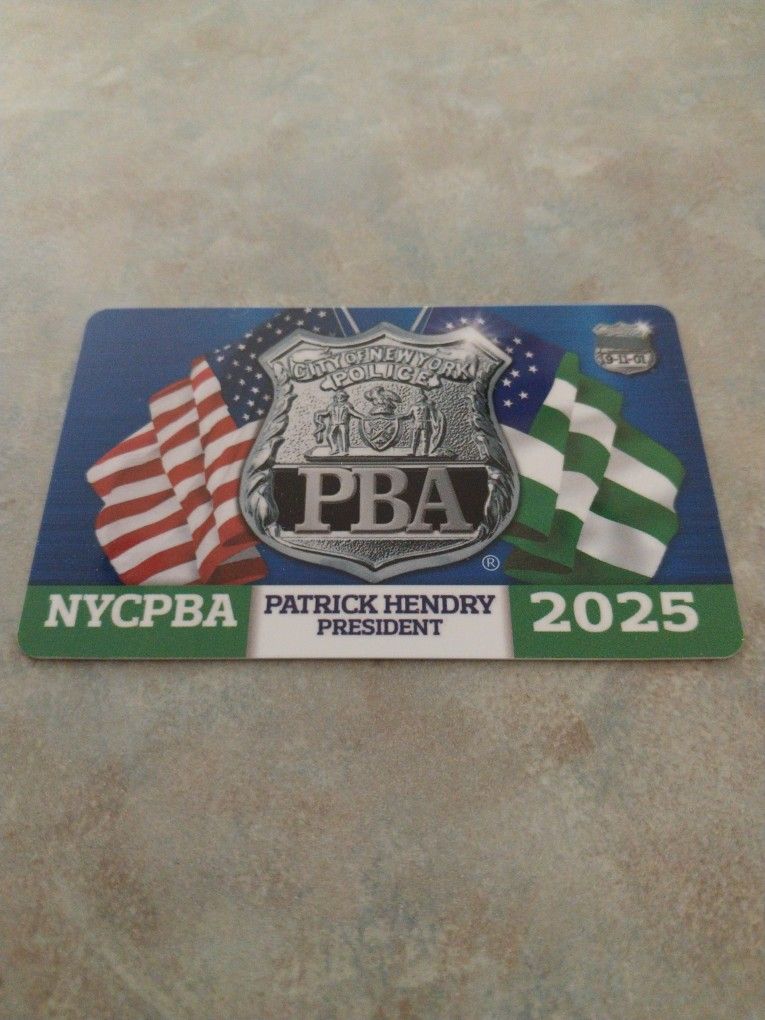 CITY OF NEW YORK
POLICE
9-11-01
PBA
®
NYCPBA
PATRICK HENDRY
PRESIDENT
2025